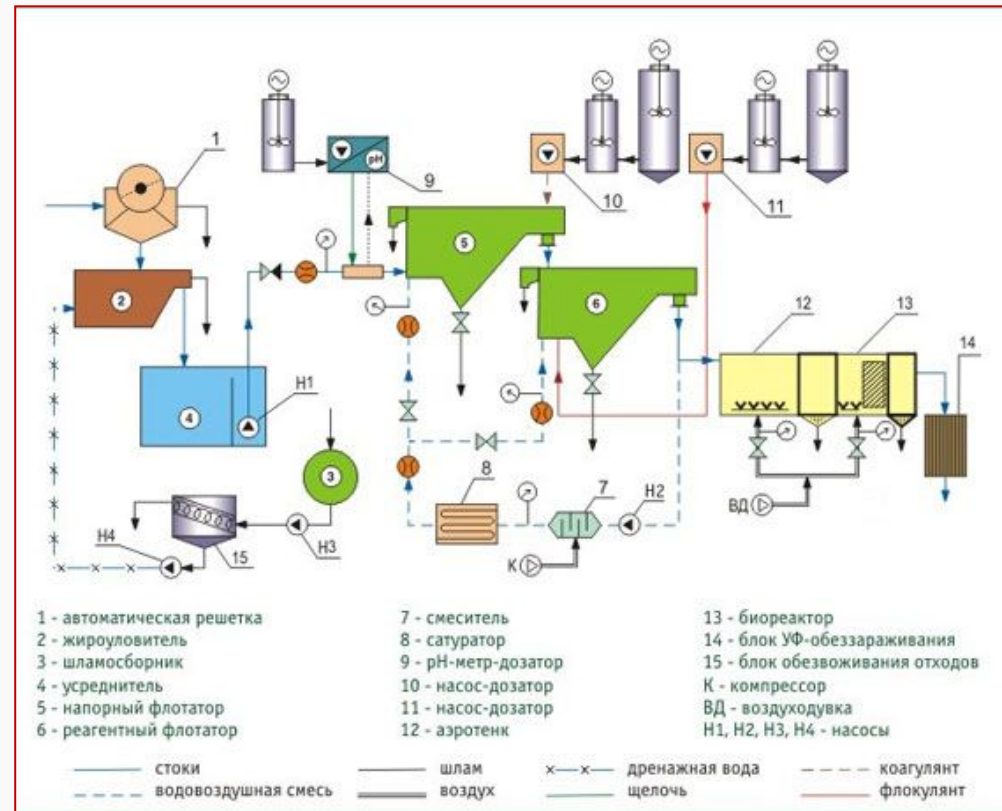 1
9
10
11
pH
5
6
2
4
H1
3
12
13
14
8
7
H2
ВД
К
H4
15
H3
1 - автоматическая решетка
2 - жироуловитель
3 - шламосборник
4 - усреднитель
5 - напорный флотатор
6 - реагентный флотатор
7 - смеситель
8 - сатуратор
9 - pH-метр-дозатор
10 - насос-дозатор
11 - насос-дозатор
12 - аэротенк
13 - биореактор
14 - блок УФ-обеззараживания
15 - блок обезвоживания отходов
К - компрессор
ВД - воздуходувка
Н1, Н2, Н3, Н4 - насосы
стоки
шлам
дренажная вода
коагулянт
водовоздушная смесь
воздух
щелочь
флокулянт